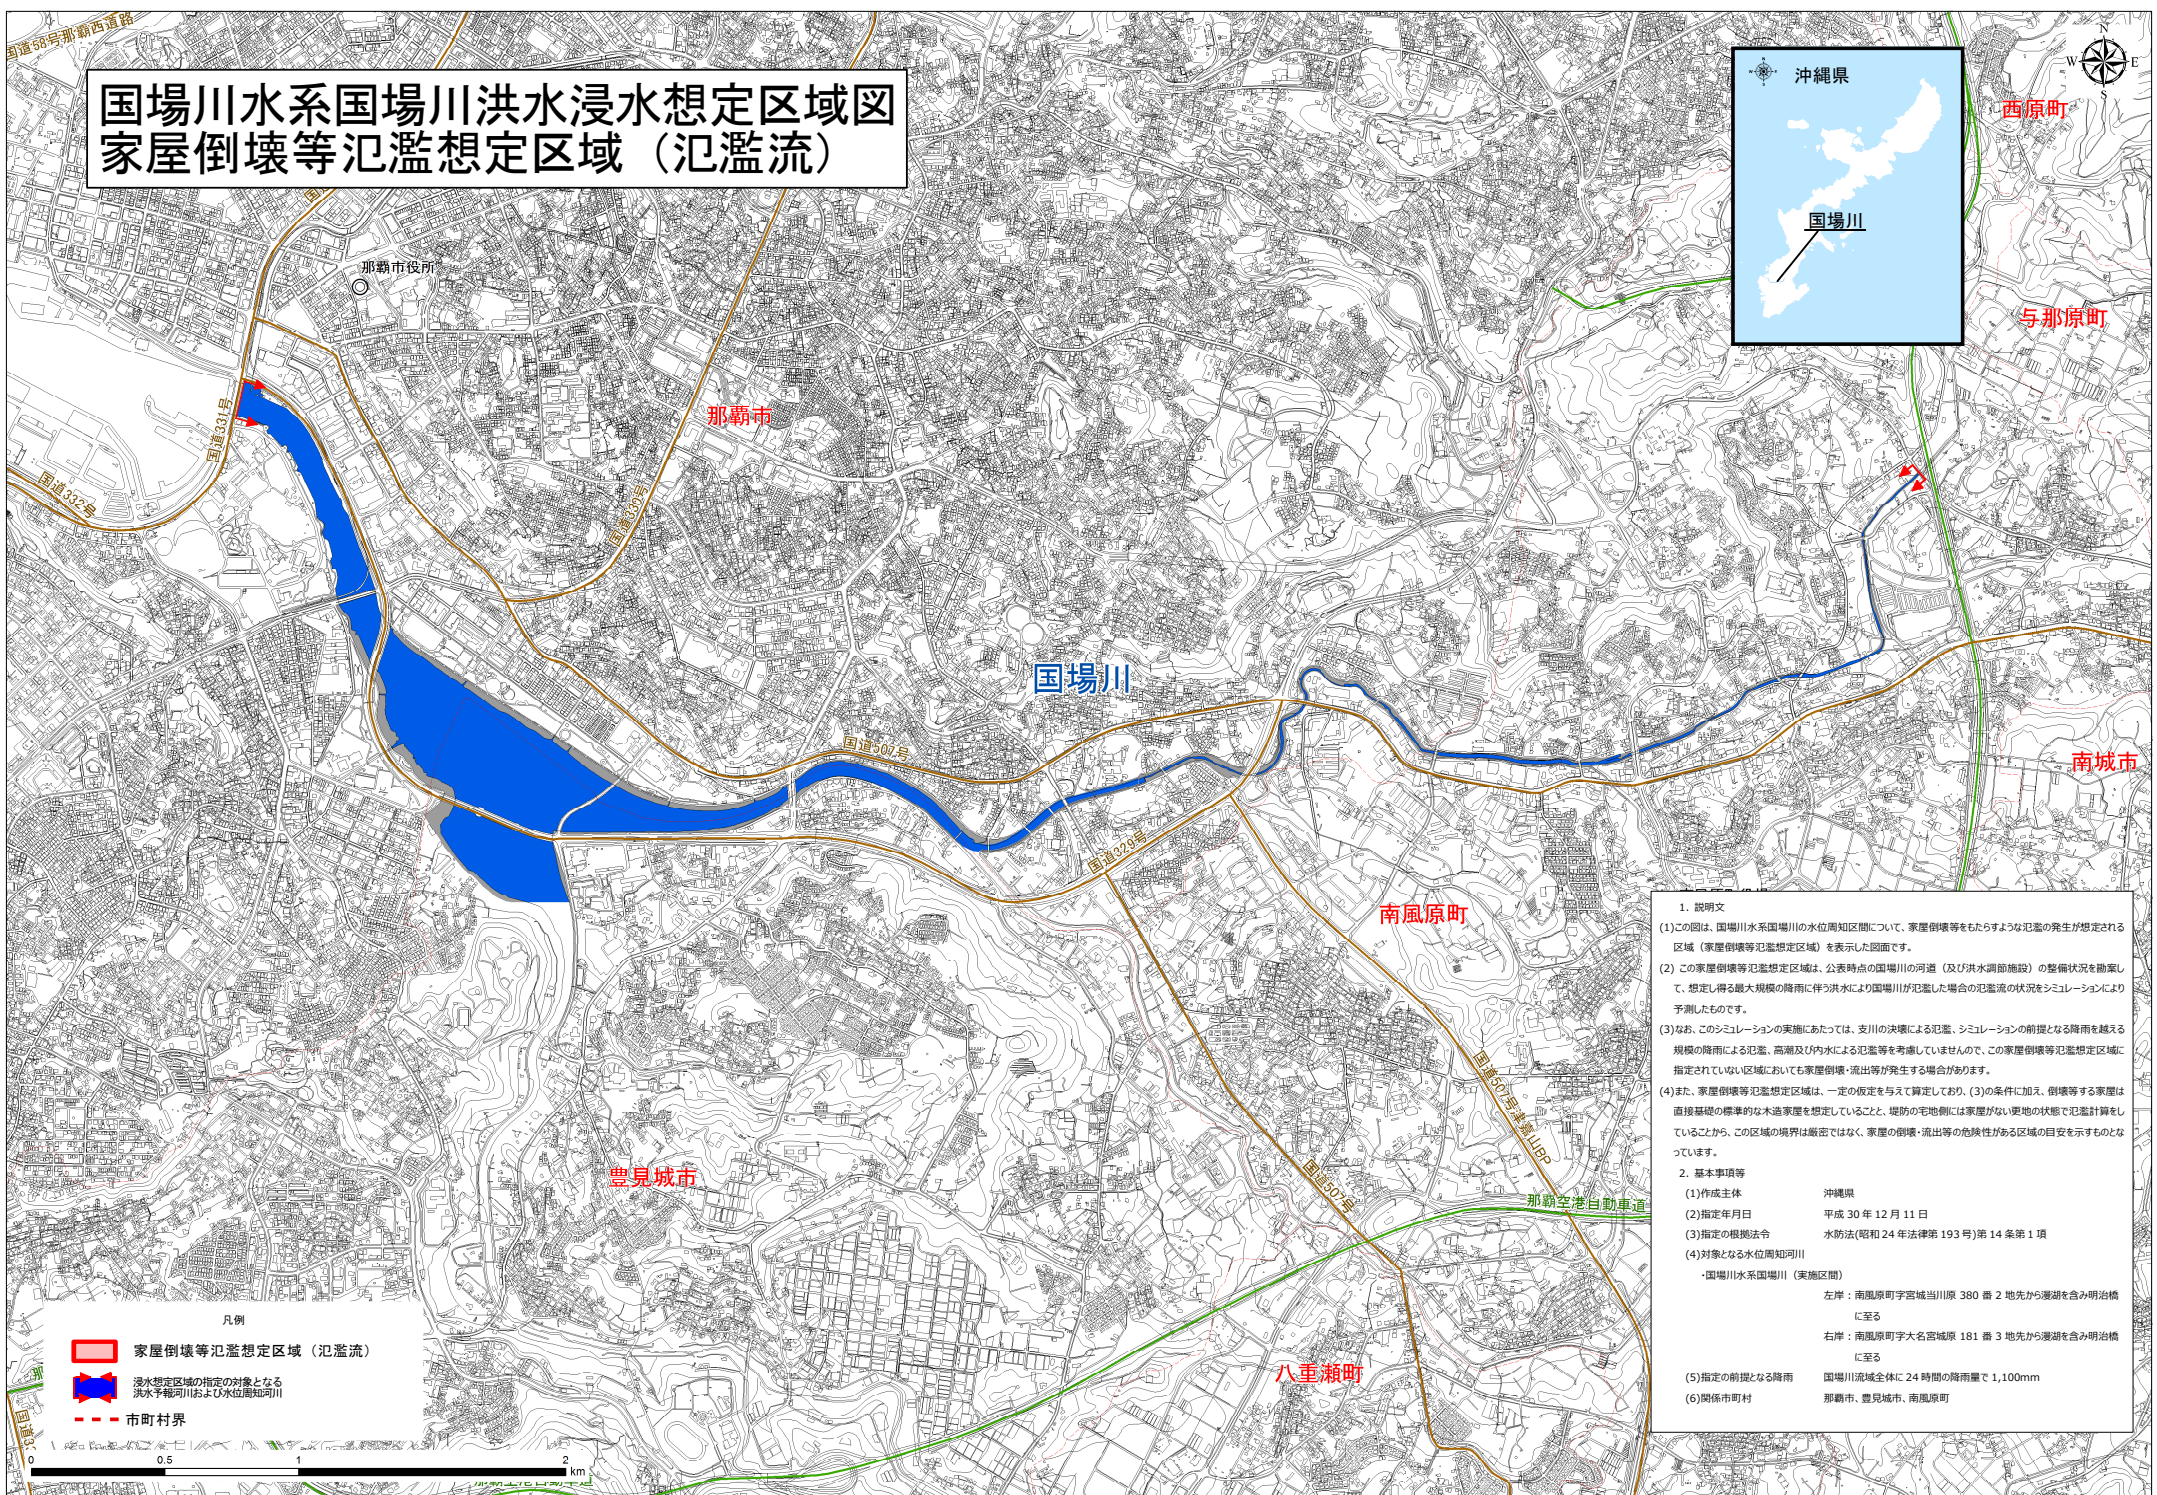 国道58号那覇西道路
国場川水系国場川洪水浸水想定区域図
家屋倒壊等氾濫想定区域（氾濫流）
N
W
E
S
沖縄県
国場川
西原町
与那原町
那覇市役所
那覇市
国道331号
国道332号
国道330号
国場川
国道507号
南城市
国道329号
南風原町
国道507号津嘉山BP
国道507号
豊見城市
那覇空港自動車道
八重瀬町
1. 説明文
(1)この図は、国場川水系国場川の水位周知区間について、家屋倒壊等をもたらすような氾濫の発生が想定される
区域（家屋倒壊等氾濫想定区域）を表示した図面です。
(2) この家屋倒壊等氾濫想定区域は、公表時点の国場川の河道（及び洪水調節施設）の整備状況を勘案し
て、想定し得る最大規模の降雨に伴う洪水により国場川が氾濫した場合の氾濫流の状況をシミュレーションにより
予測したものです。
(3)なお、このシミュレーションの実施にあたっては、支川の決壊による氾濫、シミュレーションの前提となる降雨を越える
規模の降雨による氾濫、高潮及び内水による氾濫等を考慮していませんので、この家屋倒壊等氾濫想定区域に
指定されていない区域においても家屋倒壊・流出等が発生する場合があります。
(4)また、家屋倒壊等氾濫想定区域は、一定の仮定を与えて算定しており、(3)の条件に加え、倒壊等する家屋は
直接基礎の標準的な木造家屋を想定していること、堤防の宅地側には家屋がない更地の状態で氾濫計算をし
ていることから、この区域の境界は厳密ではなく、家屋の倒壊・流出等の危険性がある区域の目安を示すものとな
っています。
2. 基本事項等
(1)作成主体 沖縄県
(2)指定年月日 平成 30 年 12 月 11 日
(3)指定の根拠法令 水防法(昭和 24 年法律第 193 号)第 14 条第 1 項
(4)対象となる水位周知河川
・国場川水系国場川（実施区間）
左岸：南風原町字宮城当川原 380 番 2 地先から漫湖を含み明治橋
に至る
右岸：南風原町字大名宮城原 181 番 3 地先から漫湖を含み明治橋
に至る
(5)指定の前提となる降雨 国場川流域全体に 24 時間の降雨量で 1,100mm
(6)関係市町村 那覇市、豊見城市、南風原町
凡例
家屋倒壊等氾濫想定区域（氾濫流）
浸水想定区域の指定の対象となる
洪水予報河川および水位周知河川
市町村界
0 0.5 1 2
km
那覇空港自動車道